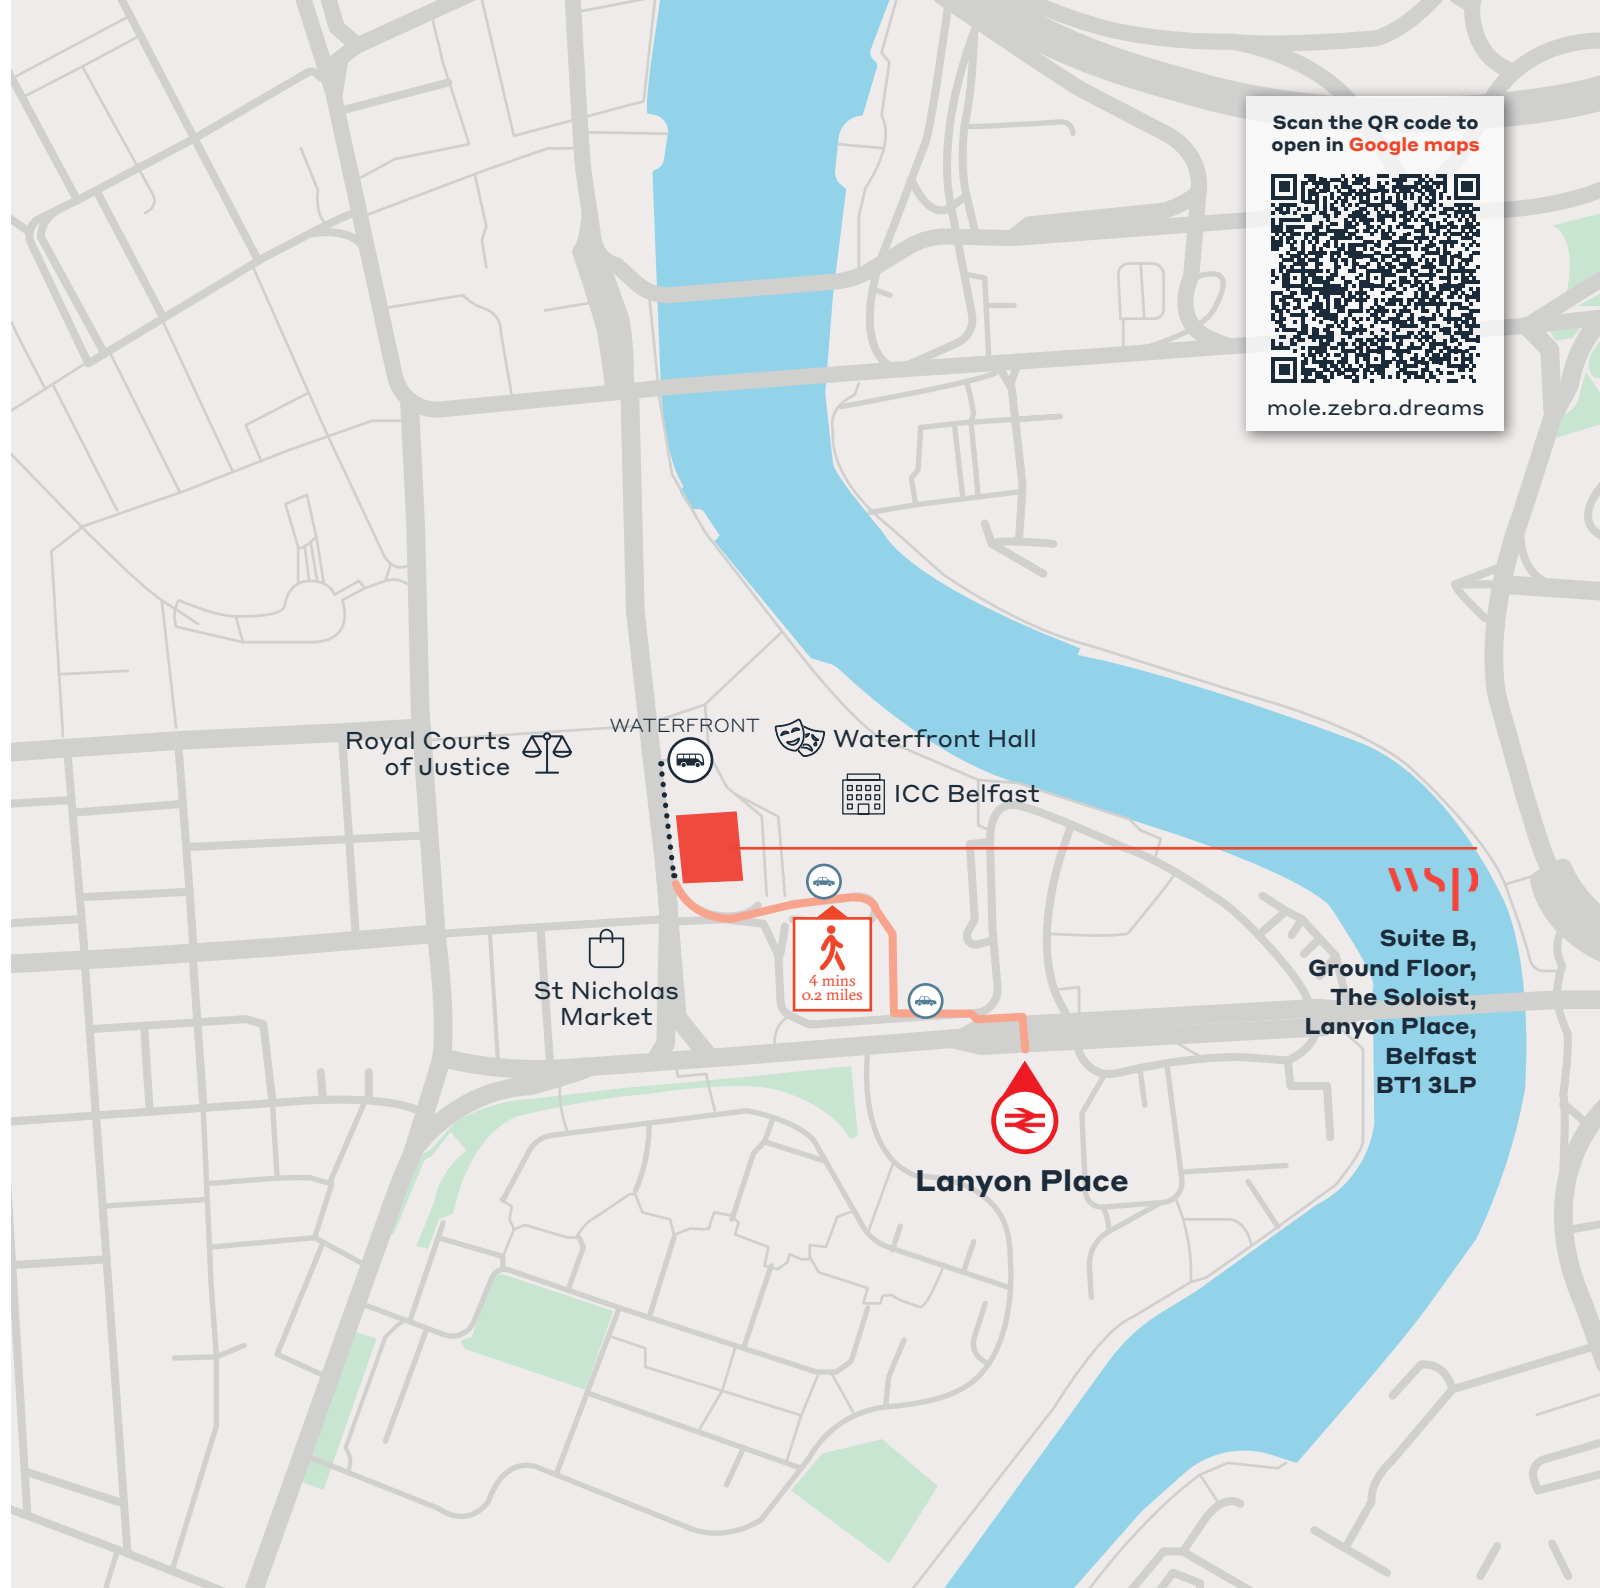 Scan the QR code to
open in Google maps
mole.zebra.dreams
Royal Courts
of Justice
WATERFRONT
Waterfront Hall
ICC Belfast
wsp
Suite B,
Ground Floor,
The Soloist,
Lanyon Place,
Belfast
BT1 3LP
4 mins
0.2 miles
St Nicholas
Market
Lanyon Place